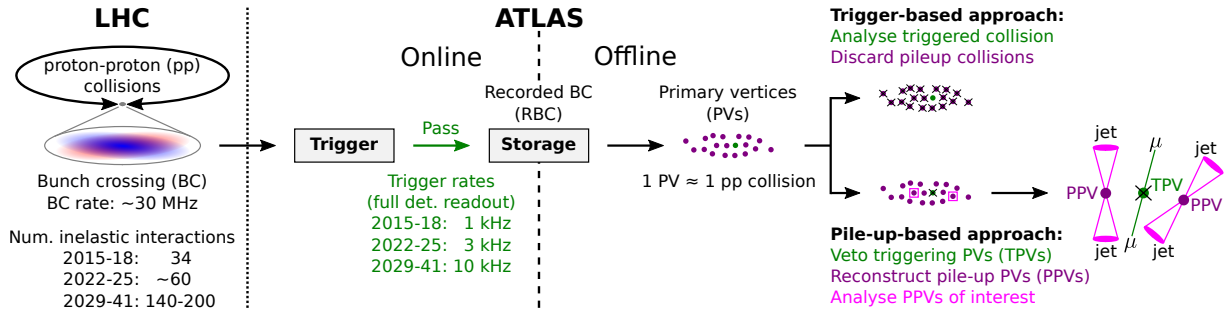 LHC
proton-proton (pp)
collisions
Bunch crossing (BC)
BC rate: ~30 MHz
Num. inelastic interactions
2015-18: 34
2022-25: ~60
2029-41: 140-200
ATLAS
Online
Offline
Trigger
Pass
Trigger rates
(full det. readout)
2015-18: 1 kHz
2022-25: 3 kHz
2029-41: 10 kHz
Recorded BC
(RBC)
Storage
Primary vertices
(PVs)
1 PV ≈ 1 pp collision
Trigger-based approach:
Analyse triggered collision
Discard pileup collisions
Pile-up-based approach:
Veto triggering PVs (TPVs)
Reconstruct pile-up PVs (PPVs)
Analyse PPVs of interest
jet
μ
jet
PPV
TPV
PPV
jet
μ
jet